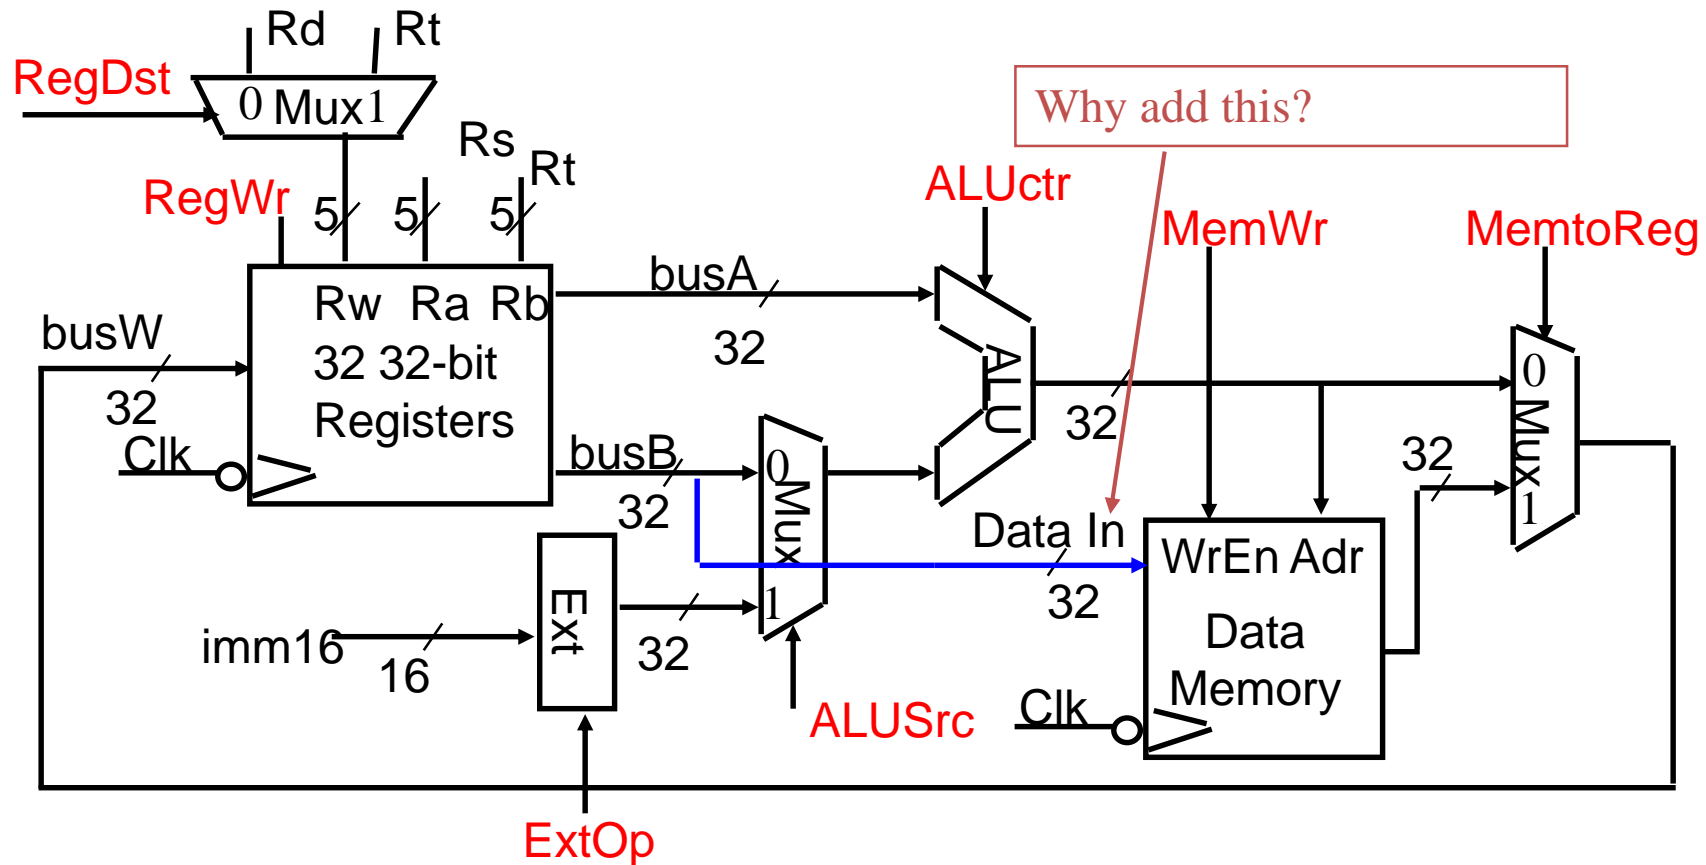 Rd Rt
RegDst
0 Mux 1
Why add this?
Rs
Rt
RegWr
5 5 5
ALUctr
MemWr
MemtoReg
busA
32
Rw Ra Rb
32 32-bit
Registers
busW
32
Clk
busB
32
0
Mux
1
ALU
32
0
Mux
1
32
Data In
32
WrEn Adr
Data
Memory
Clk
imm16
16
Ext
32
ALUSrc
ExtOp